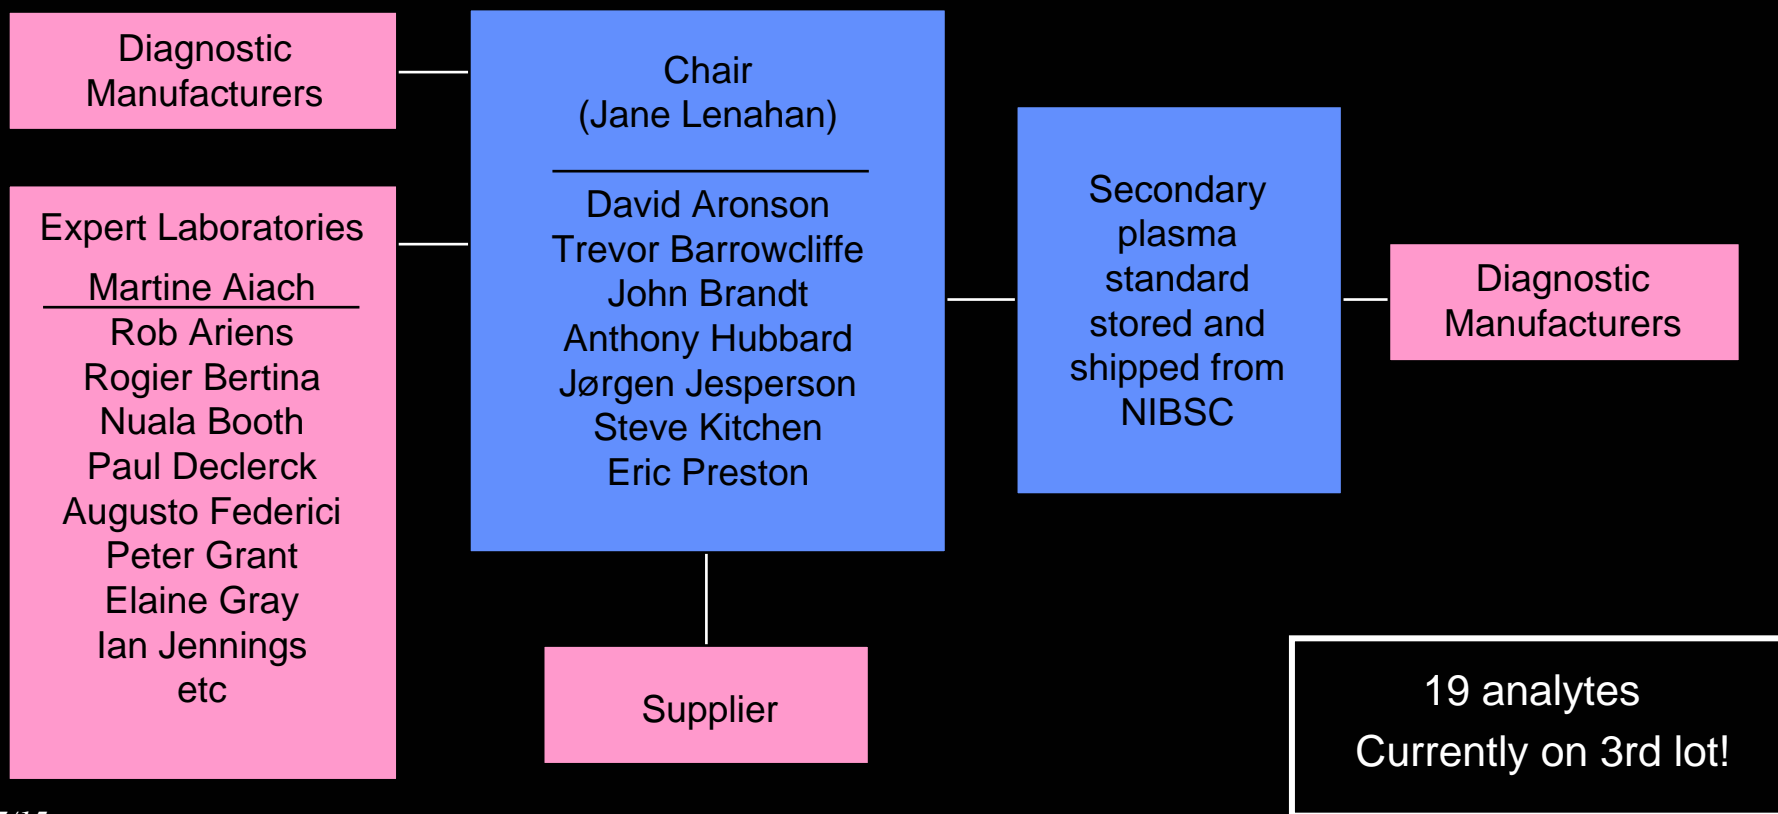 Diagnostic
Manufacturers
Expert Laboratories
Martine Aiach
Rob Ariens
Rogier Bertina
Nuala Booth
Paul Declerck
Augusto Federici
Peter Grant
Elaine Gray
Ian Jennings
etc
Chair
(Jane Lenahan)
David Aronson
Trevor Barrowcliffe
John Brandt
Anthony Hubbard
Jørgen Jesperson
Steve Kitchen
Eric Preston
Supplier
Secondary
plasma
standard
stored and
shipped from
NIBSC
Diagnostic
Manufacturers
19 analytes
Currently on 3rd lot!